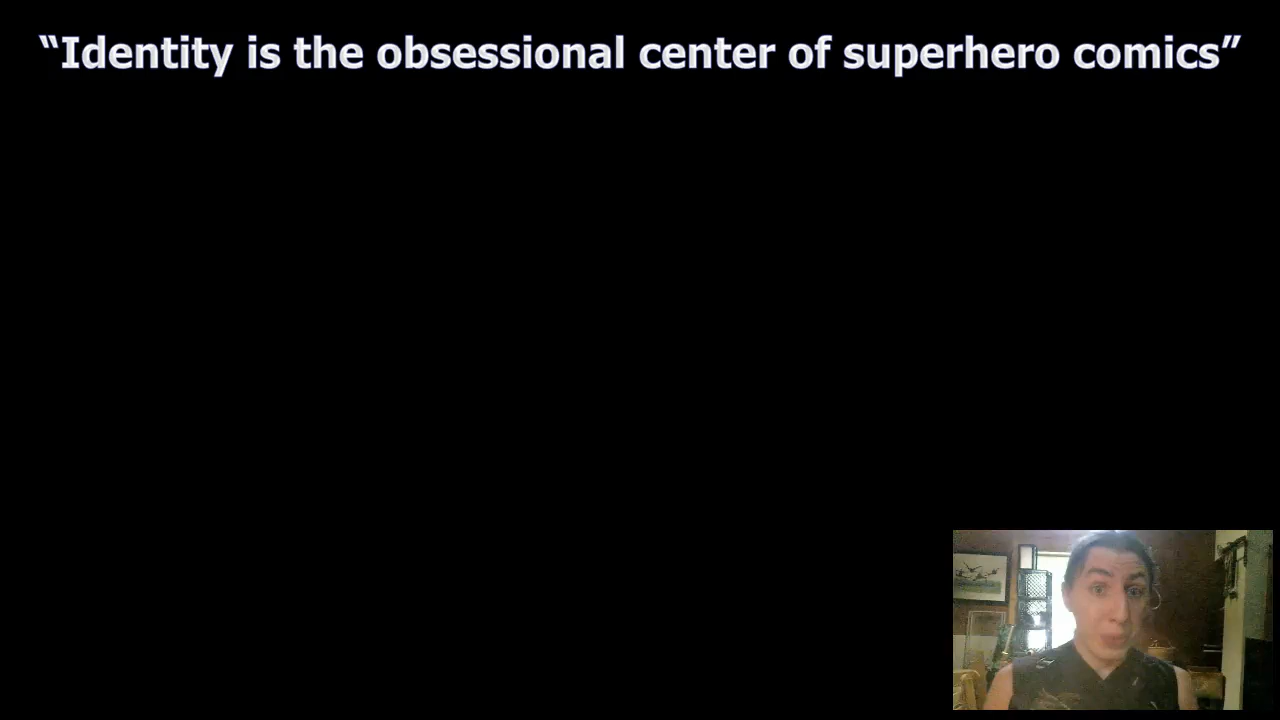 “Identity is the obsessional center of superhero comics”